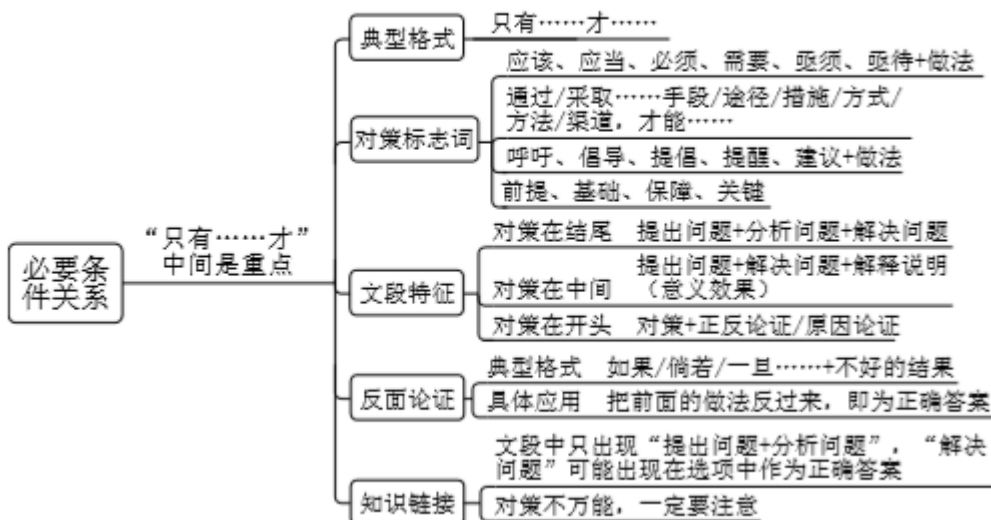 必要条
件关系
“只有……才”
中间是重点
典型格式
只有……才……
对策标志词
应该、应当、必须、需要、亟须、亟待+做法
通过/采取……手段/途径/措施/方式/
方法/渠道，才能……
呼吁、倡导、提倡、提醒、建议+做法
前提、基础、保障、关键
文段特征
对策在结尾 提出问题+分析问题+解决问题
对策在中间
提出问题+解决问题+解释说明
（意义效果）
对策在开头 对策+正反论证/原因论证
反面论证
典型格式 如果/倘若/一旦……+不好的结果
具体应用 把前面的做法反过来，即为正确答案
知识链接
文段中只出现“提出问题+分析问题”，“解决
问题”可能出现在选项中作为正确答案
对策不万能，一定要注意